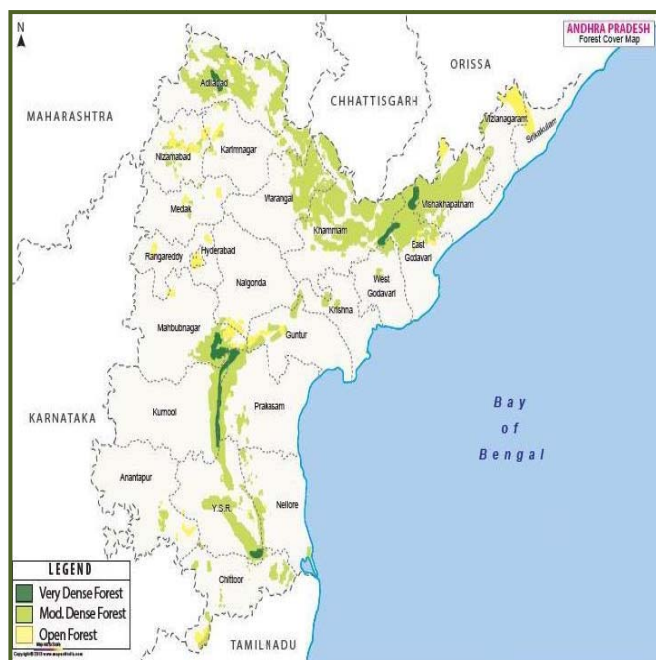 N
ANDHRA PRADESH
Forest Cover Map
ORISSA
MAHARASHTRA
CHHATTISGARH
Adilabad
Vizianagaram
Srikakulam
Nizamabad
Karimnagar
Medak
Warangal
Vishakhapatnam
Khammam
Rangareddy
Hyderabad
East
Godavari
Nalgonda
West
Godavari
Krishna
Mahbubnagar
Guntur
KARNATAKA
Kurnool
Prakasam
Bay
of
Bengal
Anantapur
Y.S.R.
Nellore
Chittoor
LEGEND
Very Dense Forest
Mod. Dense Forest
Open Forest
TAMILNADU